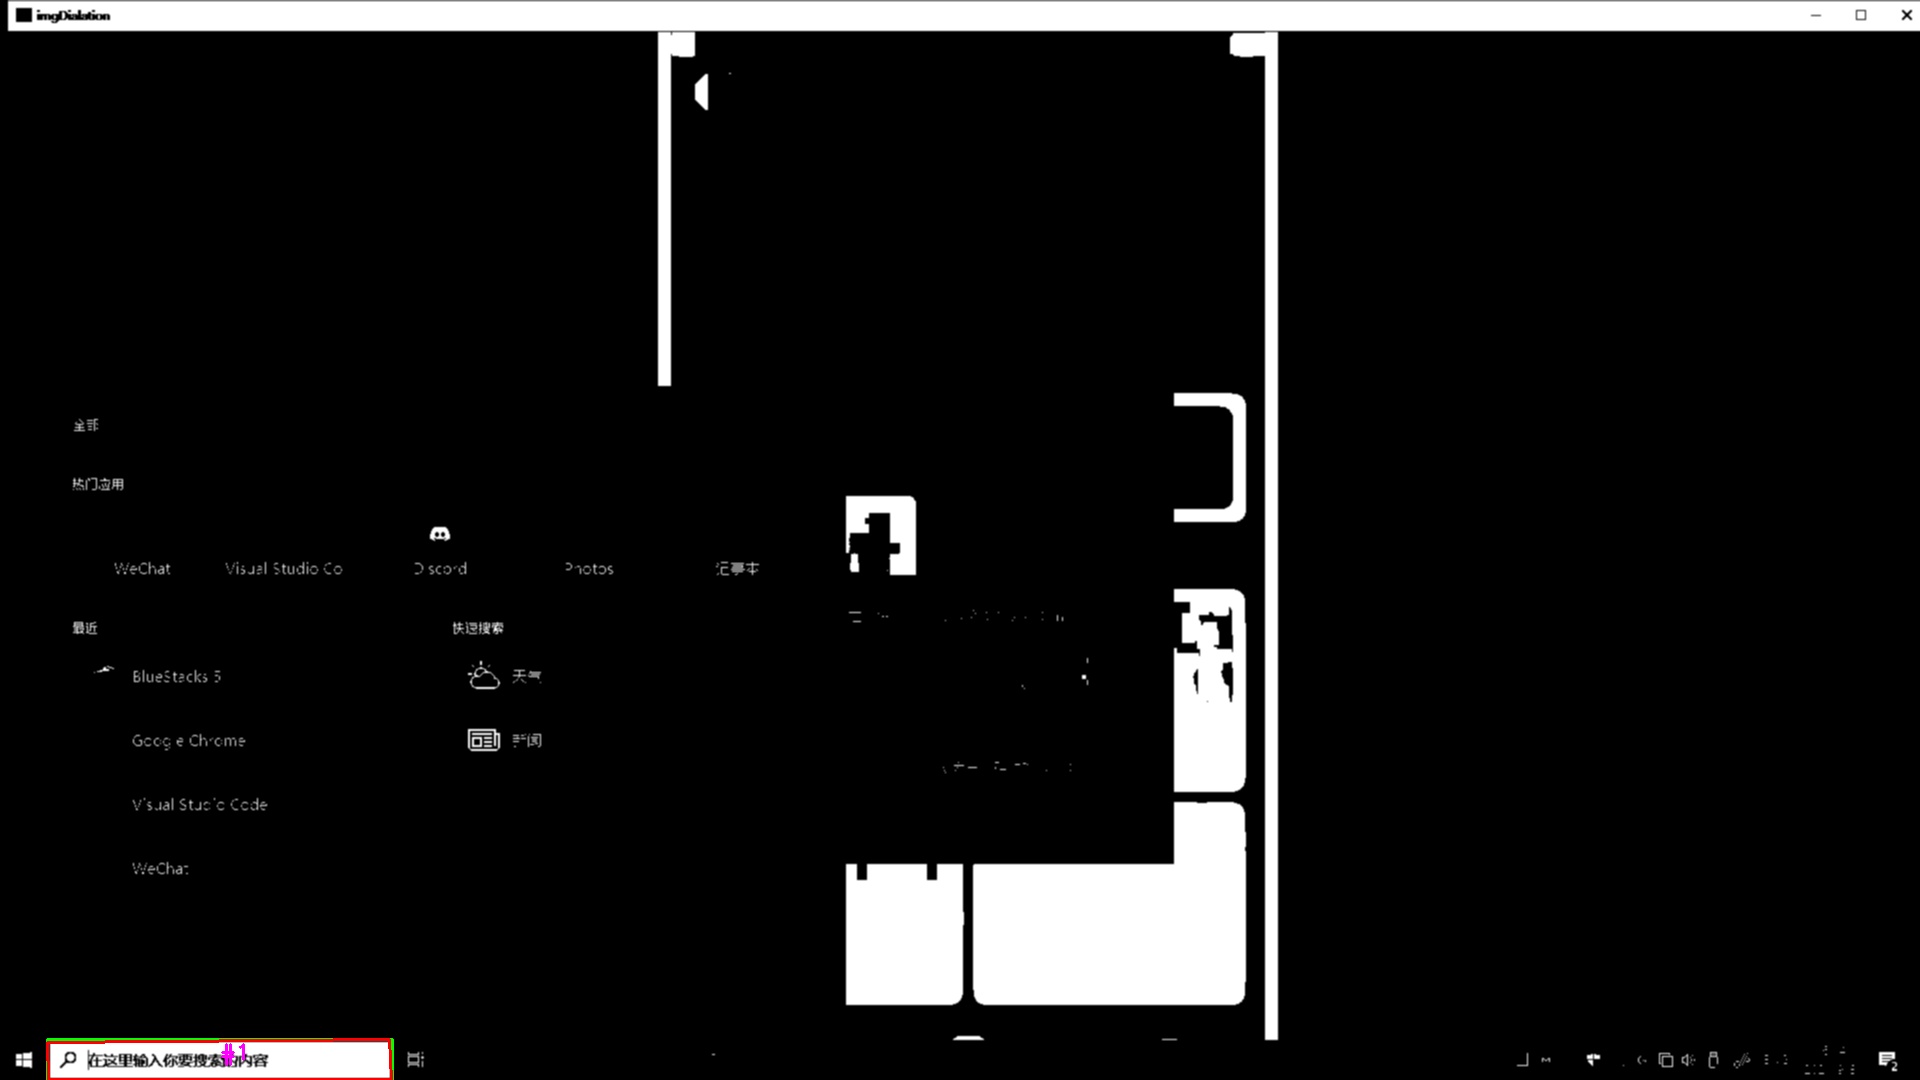 imgDialation
全部
热门应用
WeChat Visual Studio Co Discord Photos 记事本
最近 快速搜索
BlueStacks 5 天气
Google Chrome 新闻
Visual Studio Code
WeChat
在这里输入你要搜索的内容 #1
2